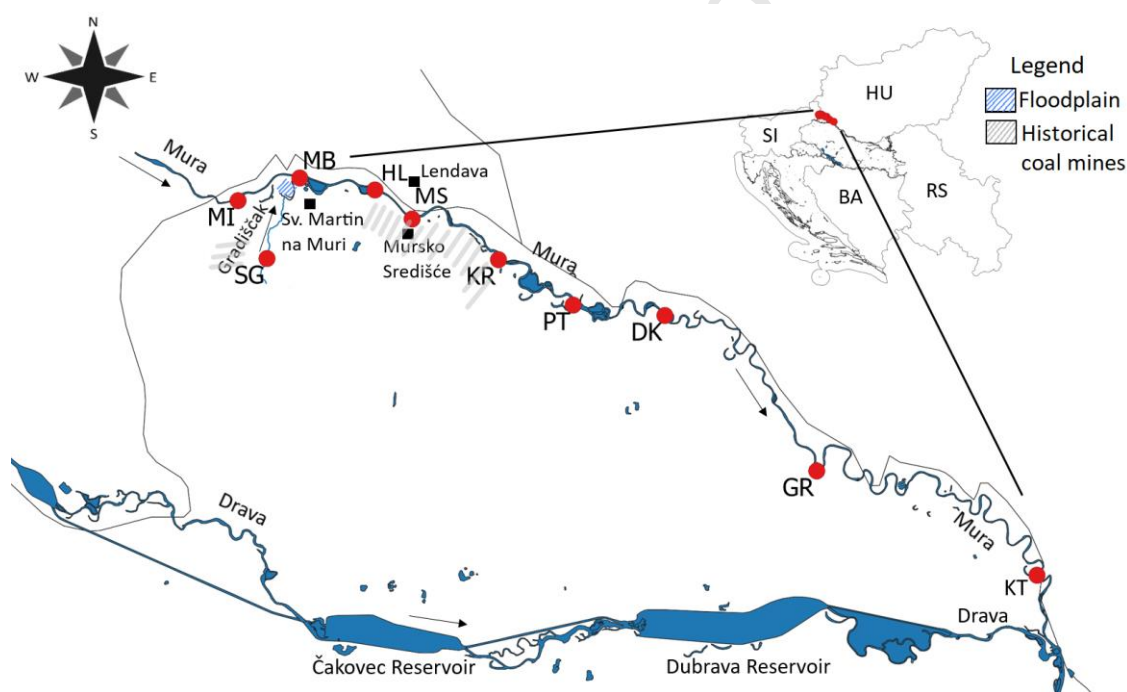 N
W
E
S
Legend
Floodplain
Historical
coal mines
HU
SI
BA
RS
Mura
MB
HL
Lendava
MS
MI
Gradiščak
Sv. Martin
na Muri
SG
Mursko
Središće
KR
Mura
PT
DK
GR
Mura
KT
Drava
Drava
Čakovec Reservoir
Dubrava Reservoir